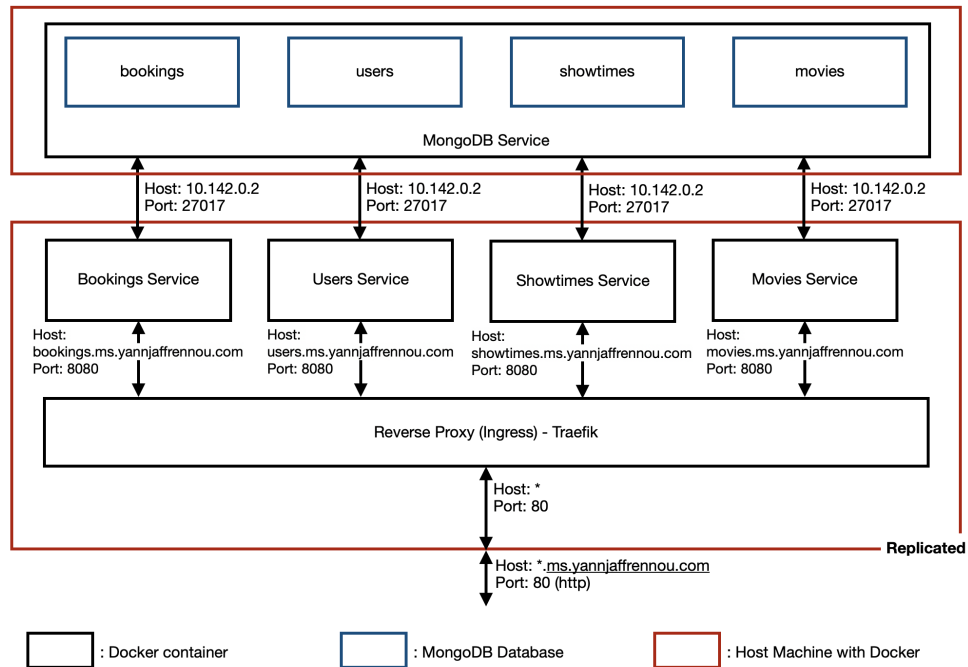 bookings
users
showtimes
movies
MongoDB Service
Host: 10.142.0.2
Port: 27017
Host: 10.142.0.2
Port: 27017
Host: 10.142.0.2
Port: 27017
Host: 10.142.0.2
Port: 27017
Bookings Service
Users Service
Showtimes Service
Movies Service
Host:
bookings.ms.yannjaffrennou.com
Port: 8080
Host:
users.ms.yannjaffrennou.com
Port: 8080
Host:
showtimes.ms.yannjaffrennou.com
Port: 8080
Host:
movies.ms.yannjaffrennou.com
Port: 8080
Reverse Proxy (Ingress) - Traefik
Host: *
Port: 80
Replicated
Host: *.ms.yannjaffrennou.com
Port: 80 (http)
: Docker container
: MongoDB Database
: Host Machine with Docker